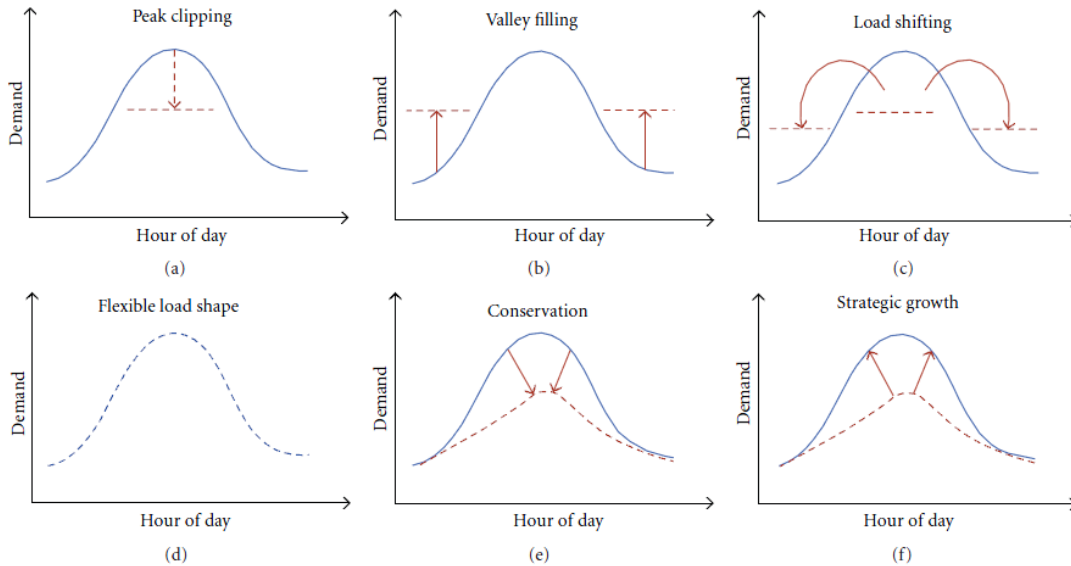 Peak clipping
Demand
Hour of day
(a)
Valley filling
Demand
Hour of day
(b)
Load shifting
Demand
Hour of day
(c)
Flexible load shape
Demand
Hour of day
(d)
Conservation
Demand
Hour of day
(e)
Strategic growth
Demand
Hour of day
(f)